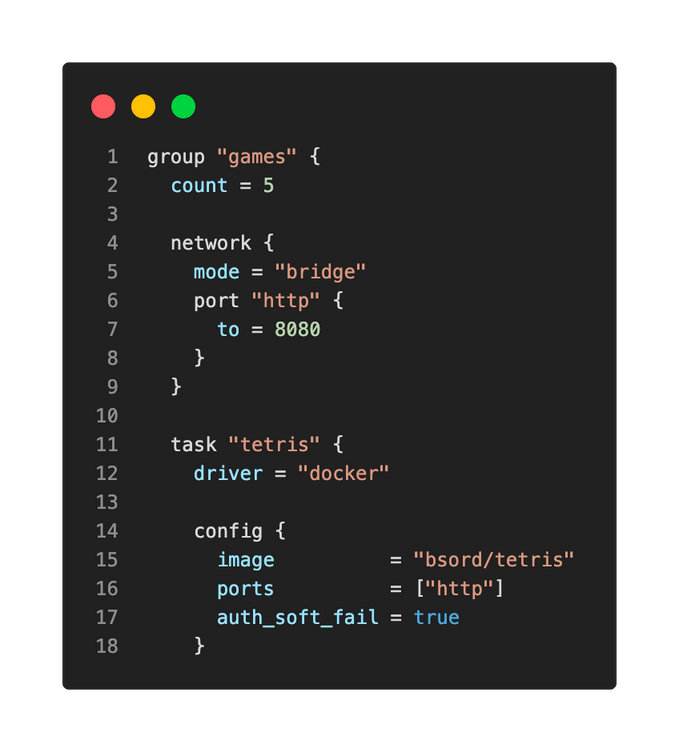 1 group "games" {
2   count = 5
3
4   network {
5     mode = "bridge"
6     port "http" {
7       to = 8080
8     }
9   }
10
11   task "tetris" {
12     driver = "docker"
13
14     config {
15       image          = "bsord/tetris"
16       ports          = ["http"]
17       auth_soft_fail = true
18     }